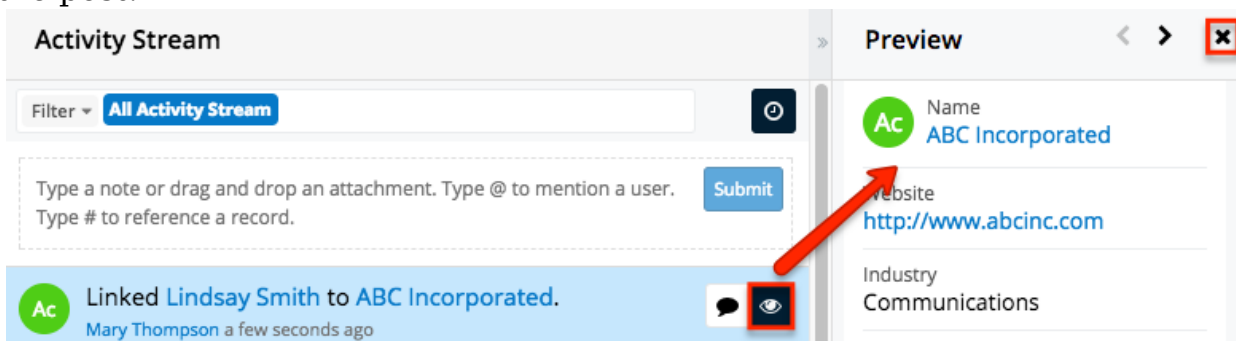 Activity Stream
» Preview
Filter All Activity Stream
Type a note or drag and drop an attachment. Type @ to mention a user.
Type # to reference a record.
Submit
Ac
Linked Lindsay Smith to ABC Incorporated.
Mary Thompson a few seconds ago
Ac
Name
ABC Incorporated
Website
http://www.abcinc.com
Industry
Communications